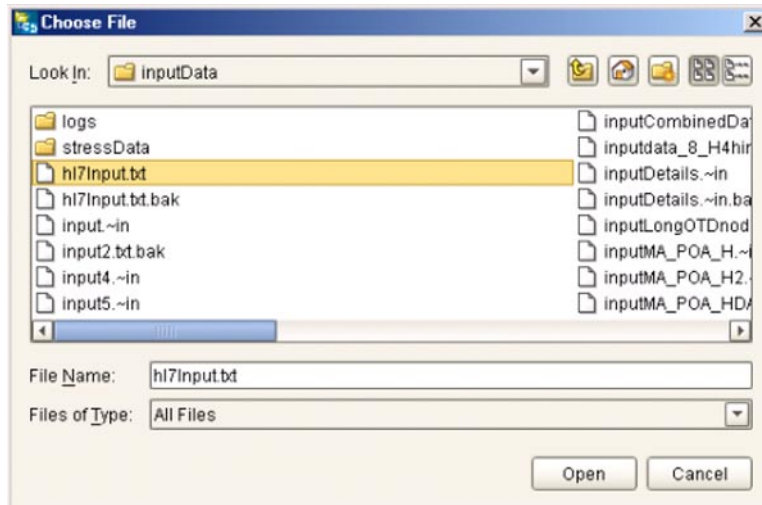 Choose File
Look In: inputData
logs
stressData
hl7Input.txt
hl7Input.txt.bak
input.~in
input2.txt.bak
input4.~in
input5.~in
inputCombinedDa
inputdata_8_H4hir
inputDetails.~in
inputDetails.~in.ba
inputLongOTDnod
inputMA_POA_H.~i
inputMA_POA_H2.~
inputMA_POA_HDA
File Name: hl7Input.txt
Files of Type: All Files
Open Cancel